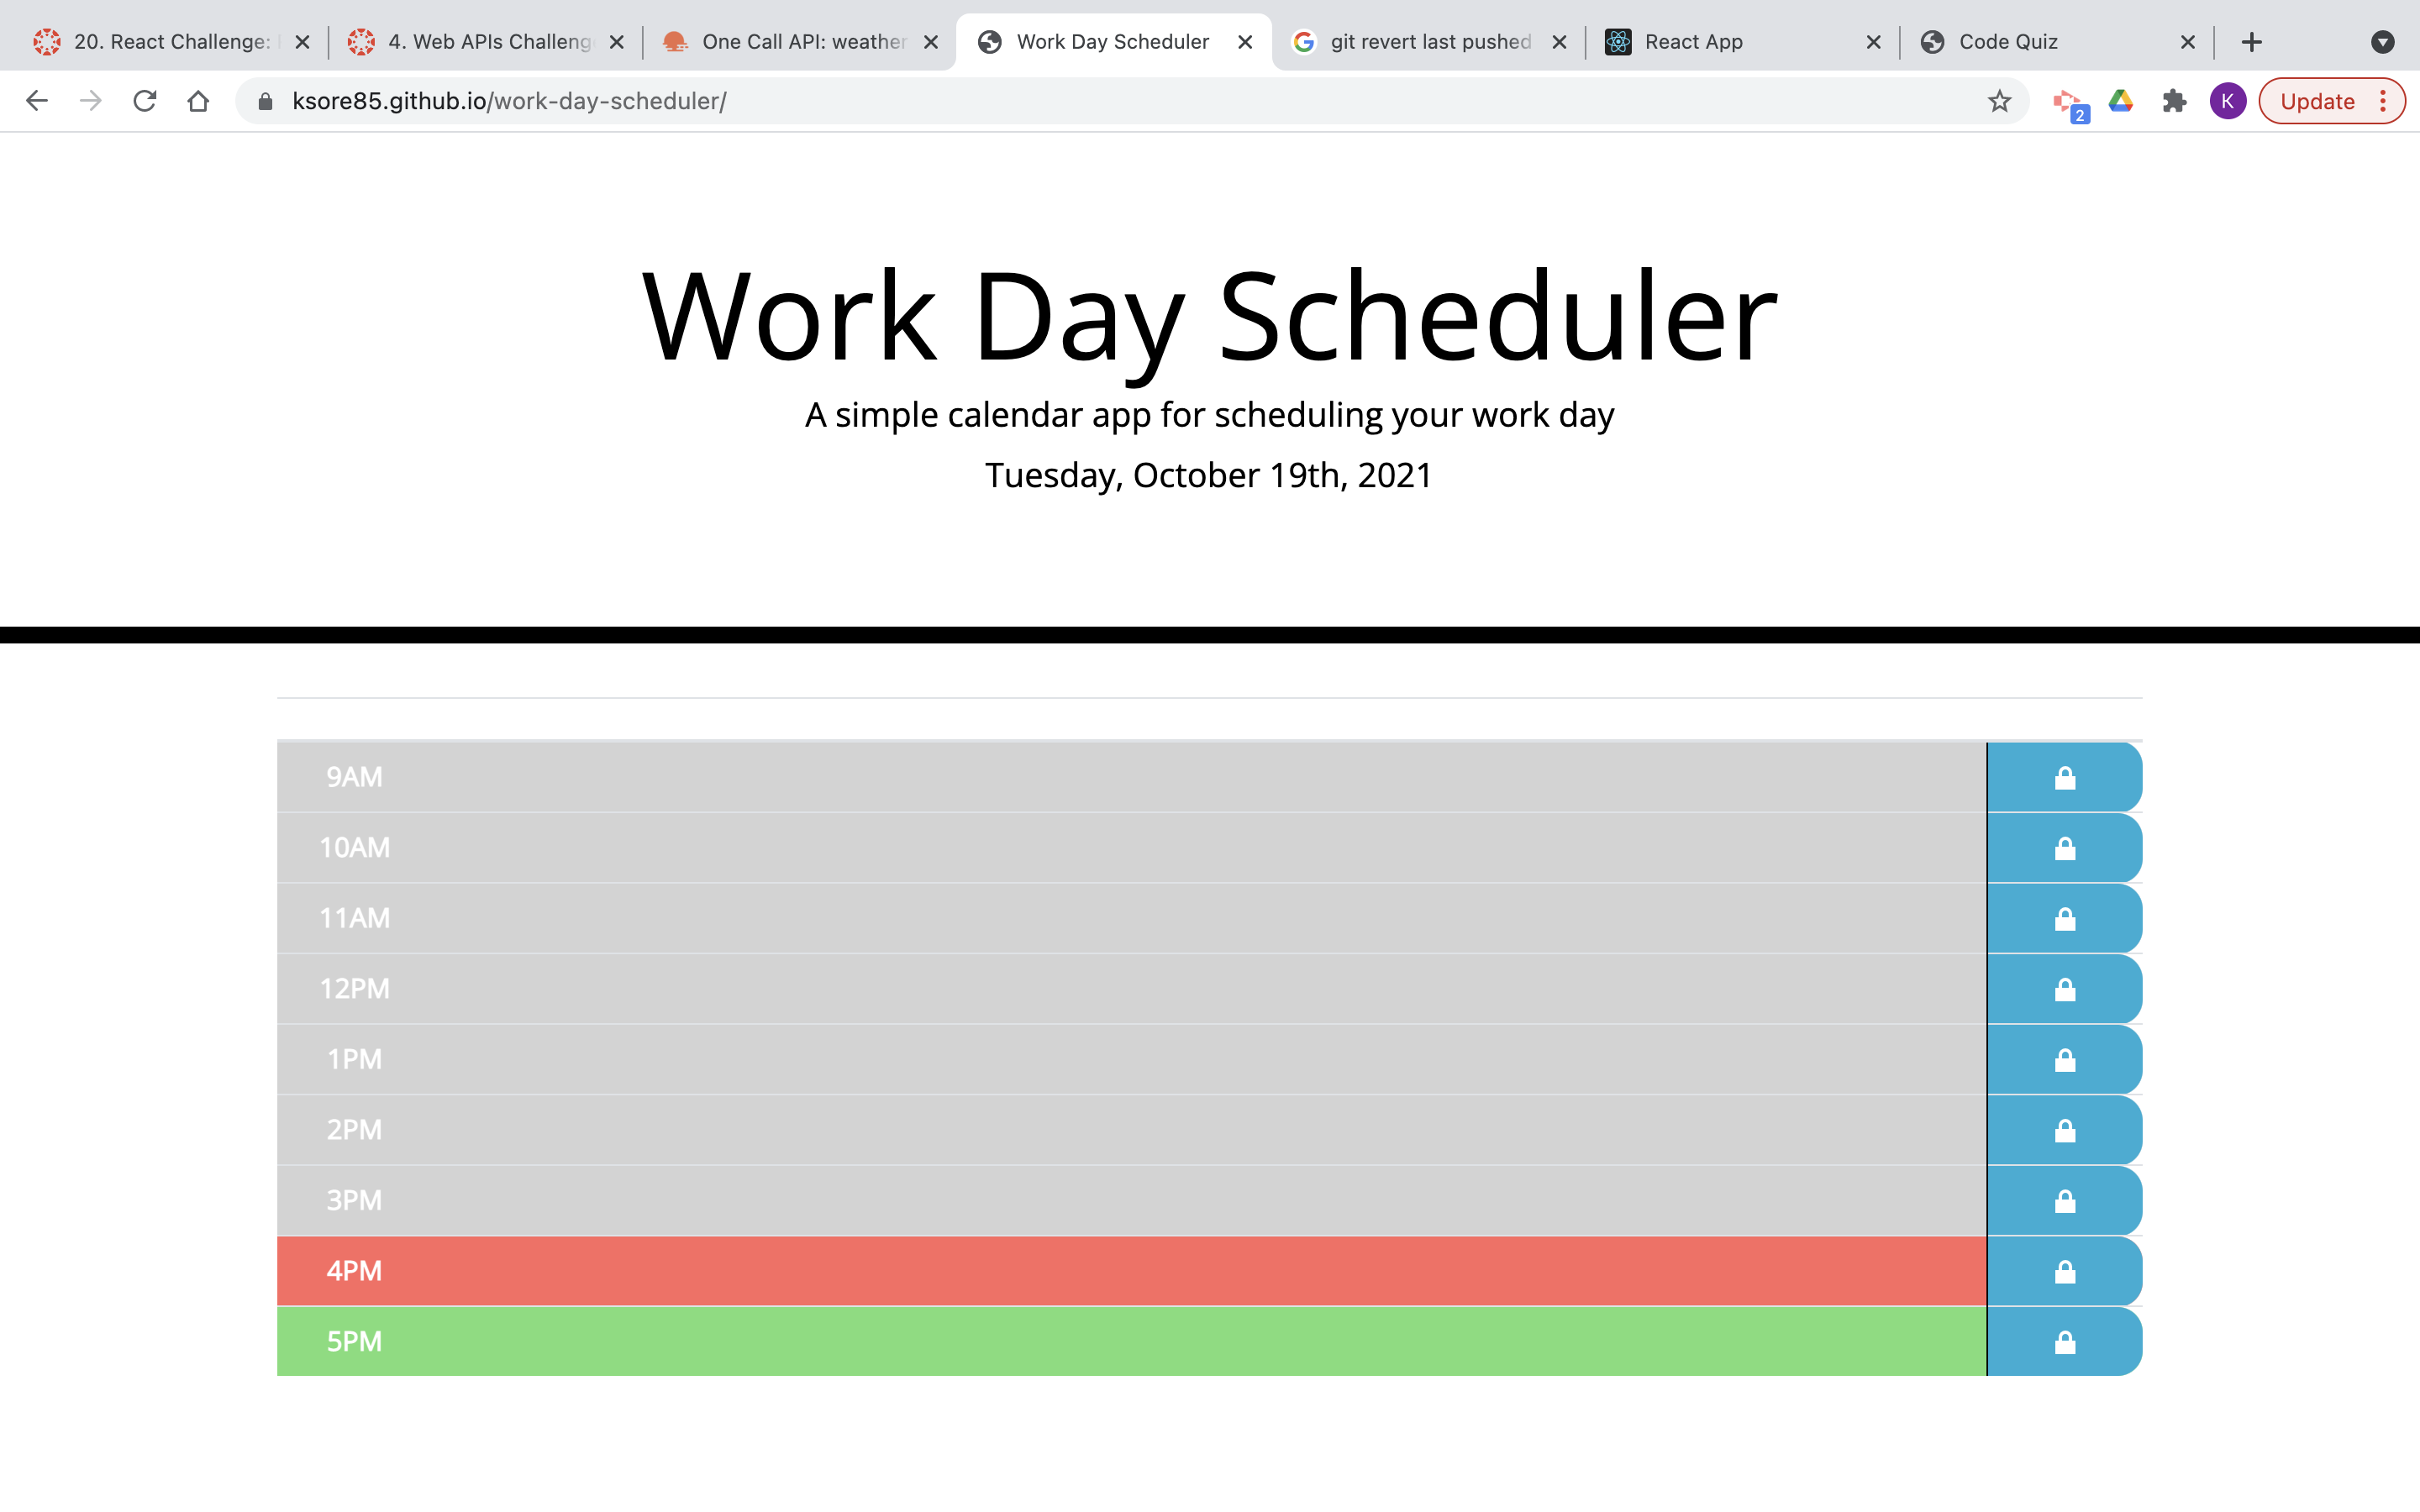 20. React Challenge:
4. Web APIs Challeng
One Call API: weather
Work Day Scheduler
git revert last pushed
React App
Code Quiz
ksore85.github.io/work-day-scheduler/
2
K
Update
Work Day Scheduler
A simple calendar app for scheduling your work day
Tuesday, October 19th, 2021
9AM
10AM
11AM
12PM
1PM
2PM
3PM
4PM
5PM